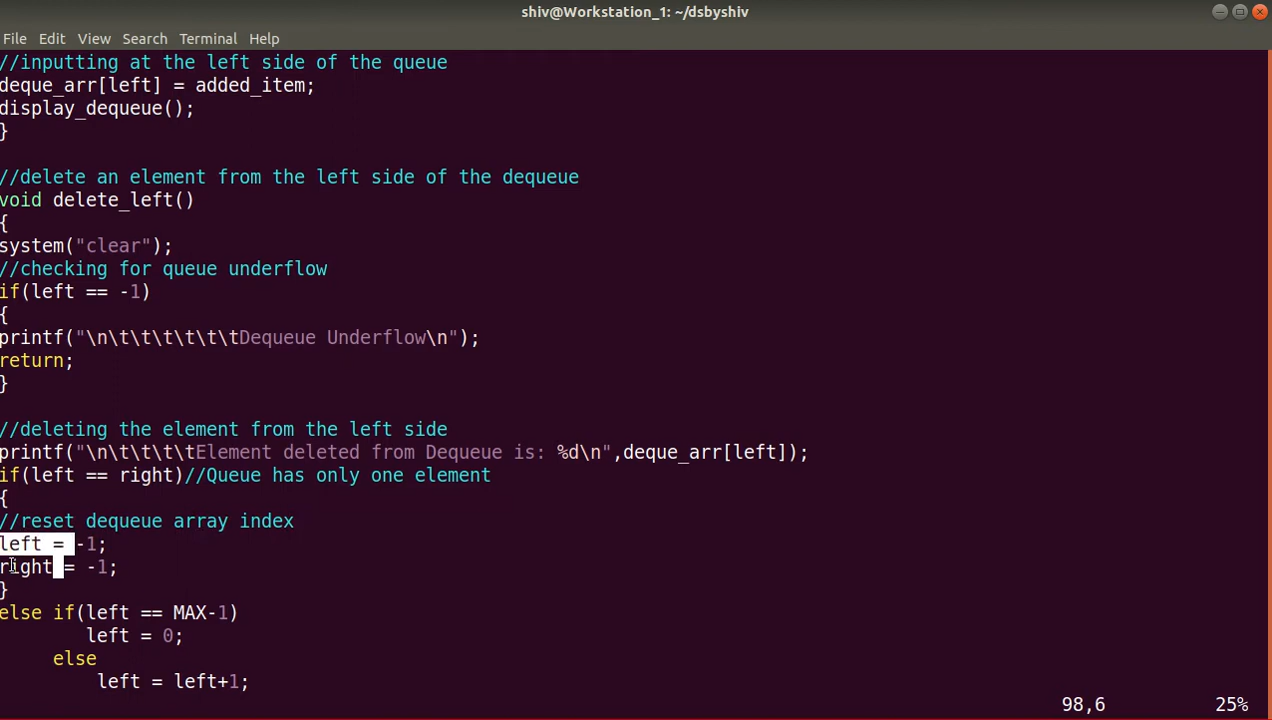 shiv@Workstation_1: ~/dsbyshiv
File Edit View Search Terminal Help
//inputting at the left side of the queue
deque_arr[left] = added_item;
display_dequeue();
}
//delete an element from the left side of the dequeue
void delete_left()
{
system("clear");
//checking for queue underflow
if(left == -1)
{
printf("\n\t\t\t\t\t\tDequeue Underflow\n");
return;
}
//deleting the element from the left side
printf("\n\t\t\t\tElement deleted from Dequeue is: %d\n",deque_arr[left]);
if(left == right)//Queue has only one element
{
//reset dequeue array index
left = -1;
right = -1;
}
else if(left == MAX-1)
left = 0;
else
left = left+1;
98,6 25%